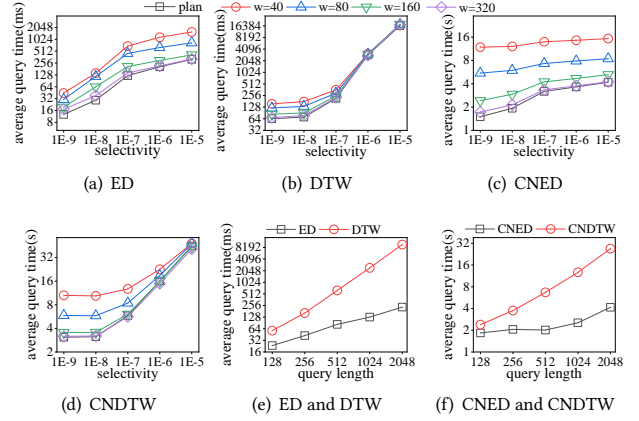 plan w=40 w=80 w=160 w=320
average query time(ms)
2048
1024
512
256
128
64
32
16
8
1E-9 1E-8 1E-7 1E-6 1E-5
selectivity
(a) ED
average query time(ms)
16384
8192
4096
2048
1024
512
256
128
64
32
1E-9 1E-8 1E-7 1E-6 1E-5
selectivity
(b) DTW
average query time(s)
16
8
4
2
1
1E-9 1E-8 1E-7 1E-6 1E-5
selectivity
(c) CNED
average query time(s)
32
16
8
4
2
1E-9 1E-8 1E-7 1E-6 1E-5
selectivity
(d) CNDTW
ED DTW
average query time(ms)
8192
4096
2048
1024
512
256
128
64
32
16
128 256 512 1024 2048
query length
(e) ED and DTW
CNED CNDTW
average query time(s)
32
16
8
4
2
1
128 256 512 1024 2048
query length
(f) CNED and CNDTW